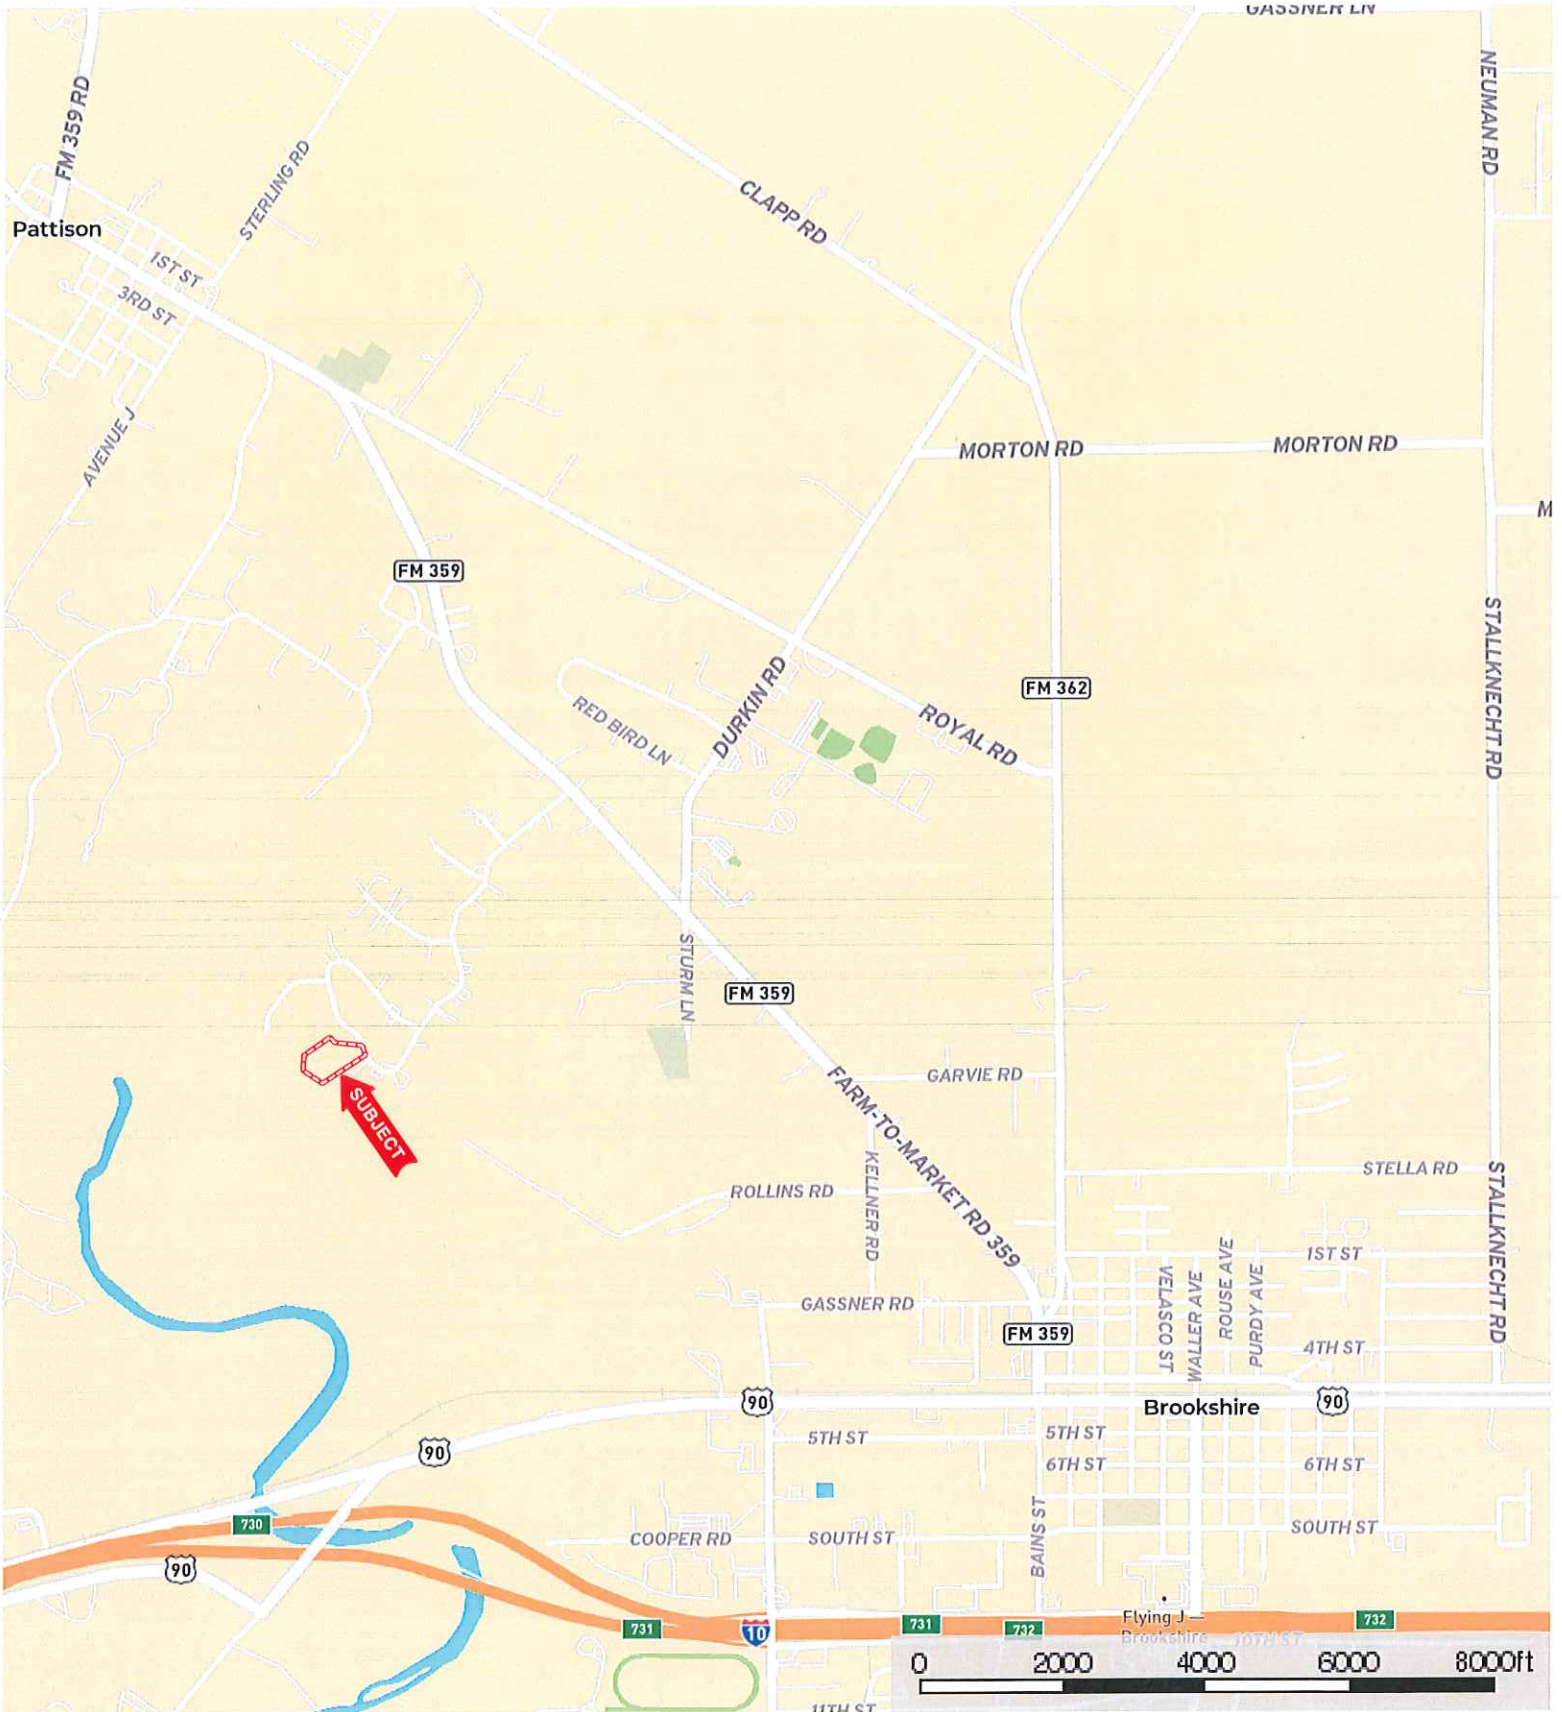 GASSNER LN
FM 359 RD
NEUMAN RD
STERLING RD
CLAPP RD
Pattison
1ST ST
3RD ST
AVENUE J
MORTON RD
MORTON RD
M
FM 359
STALLKNECHT RD
FM 362
DURKIN RD
RED BIRD LN
ROYAL RD
STURM LN
FM 359
GARVIE RD
SUBJECT
FARM-TO-MARKET RD 359
STELLA RD
ROLLINS RD
KELLNER RD
STALLKNECHT RD
1ST ST
VELASCO ST
WALLER AVE
ROUSE AVE
PURDY AVE
GASSNER RD
FM 359
4TH ST
90
Brookshire
90
90
5TH ST
5TH ST
6TH ST
6TH ST
730
SOUTH ST
COOPER RD
SOUTH ST
BAINS ST
90
Flying J —
Brookshire
731
10
731
732
732
10TH ST
0 2000 4000 6000 8000ft
11TH ST